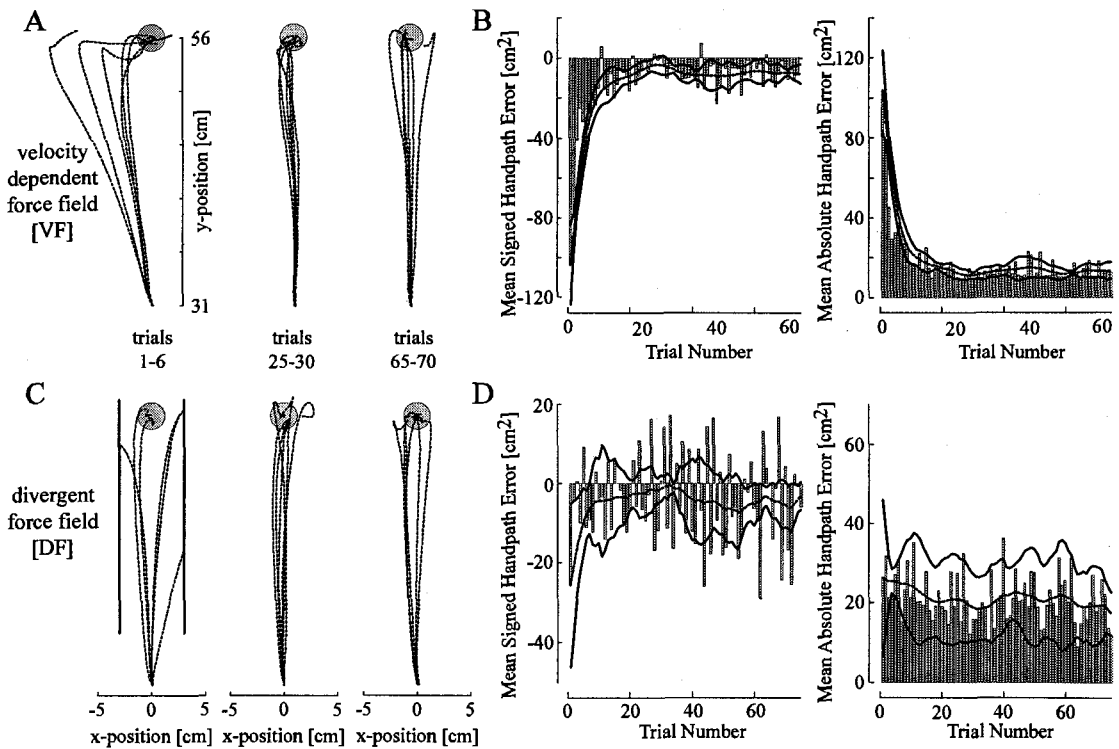 A
56
y-position [cm]
31
velocity
dependent
force field
[VF]
trials
1-6
trials
25-30
trials
65-70
B
Mean Signed Handpath Error [cm2]
0
-40
-80
-120
0
20
40
60
Trial Number
Mean Absolute Handpath Error [cm2]
120
80
40
0
0
20
40
60
Trial Number
C
divergent
force field
[DF]
-5 0 5
-5 0 5
-5 0 5
x-position [cm]
x-position [cm]
x-position [cm]
D
Mean Signed Handpath Error [cm2]
20
0
-20
-40
0
20
40
60
Trial Number
Mean Absolute Handpath Error [cm2]
60
40
20
0
0
20
40
60
Trial Number